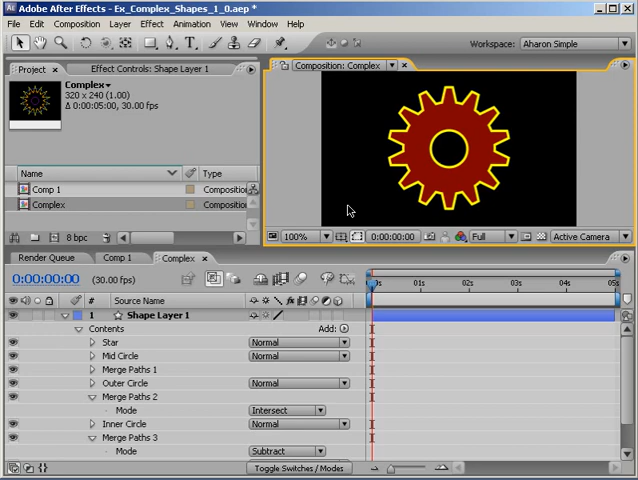 Adobe After Effects - Ex_Complex_Shapes_1_0.aep *
File Edit Composition Layer Effect Animation View Window Help
T Workspace: Aharon Simple
Project × Effect Controls: Shape Layer 1
Composition: Complex ×
Complex
320 x 240 (1.00)
Δ 0:00:05:00, 30.00 fps
Name Type
Comp 1 Compositio
Complex Compositio
8 bpc
100% 0:00:00:00 Full Active Camera
Render Queue Comp 1 Complex ×
0:00:00:00 (30.00 fps)
# Source Name
0s 01s 02s 03s 04s 05s
1 Shape Layer 1
Contents Add:
Star Normal
Mid Circle Normal
Merge Paths 1
Outer Circle Normal
Merge Paths 2
Mode Intersect
Inner Circle Normal
Merge Paths 3
Mode Subtract
Toggle Switches / Modes